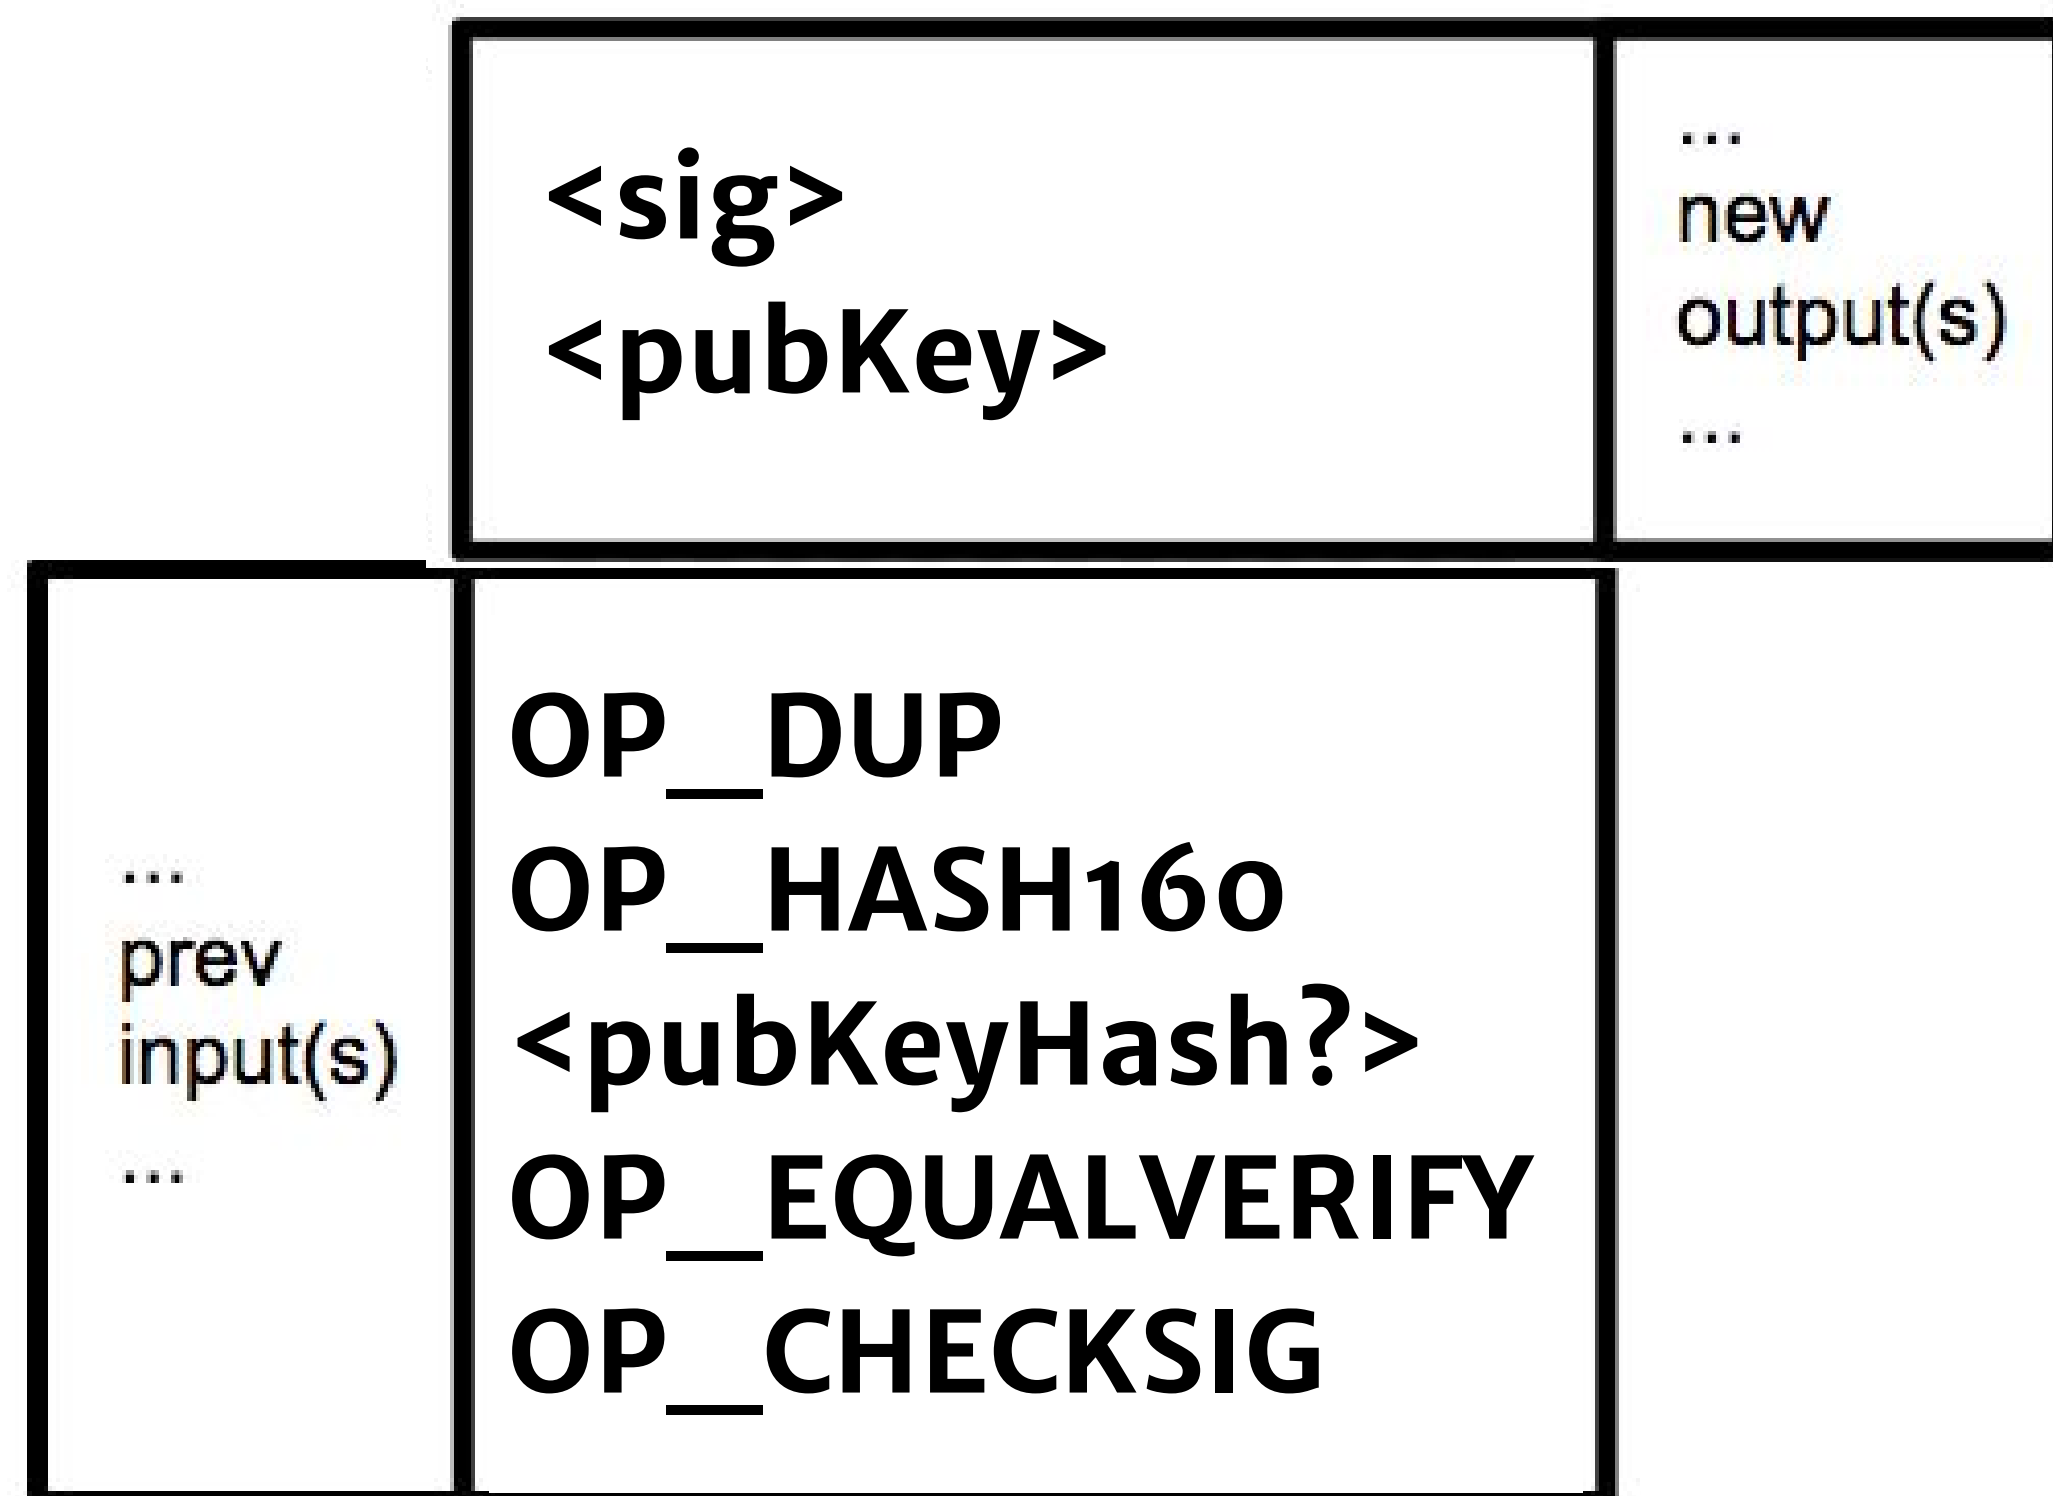 <sig>
<pubKey>
...
new
output(s)
...
...
prev
input(s)
...
OP_DUP
OP_HASH160
<pubKeyHash?>
OP_EQUALVERIFY
OP_CHECKSIG